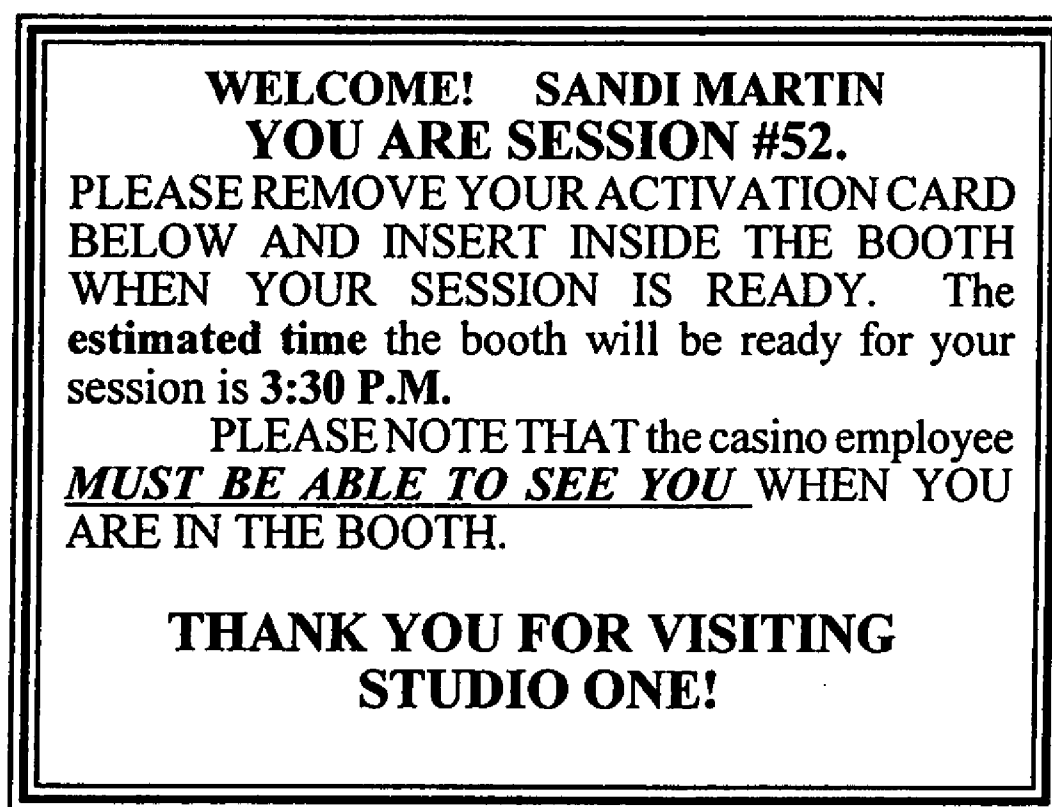 WELCOME! SANDI MARTIN
YOU ARE SESSION #52.
PLEASE REMOVE YOUR ACTIVATION CARD
BELOW AND INSERT INSIDE THE BOOTH
WHEN YOUR SESSION IS READY. The
estimated time the booth will be ready for your
session is 3:30 P.M.
PLEASE NOTE THAT the casino employee
MUST BE ABLE TO SEE YOU WHEN YOU
ARE IN THE BOOTH.
THANK YOU FOR VISITING
STUDIO ONE!